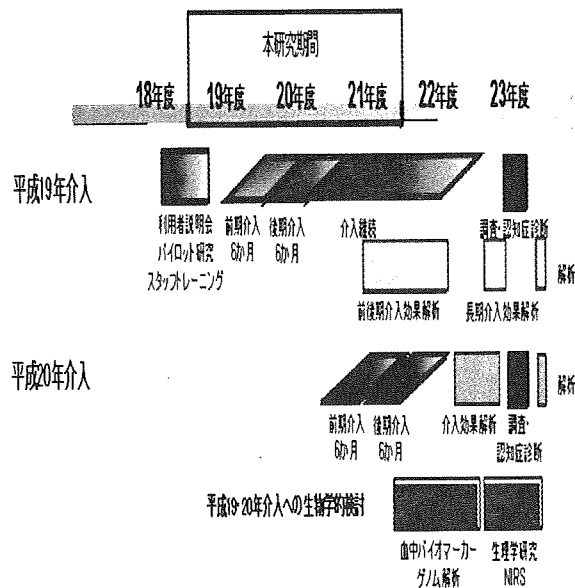 本研究期間
18年度 19年度 20年度 21年度 22年度 23年度
平成19年介入
利用者説明会 前期介入 後期介入 介入継続 調査・認知症診断
パイロット研究 6か月 6か月
スタッフトレーニング
解析
前後期介入効果解析 長期介入効果解析
平成20年介入
解析
前期介入 後期介入 介入効果解析 調査・
6か月 6か月 認知症診断
平成19・20年介入への生物学的検討
血中バイオマーカー 生理学研究
ゲノム解析 NIRS